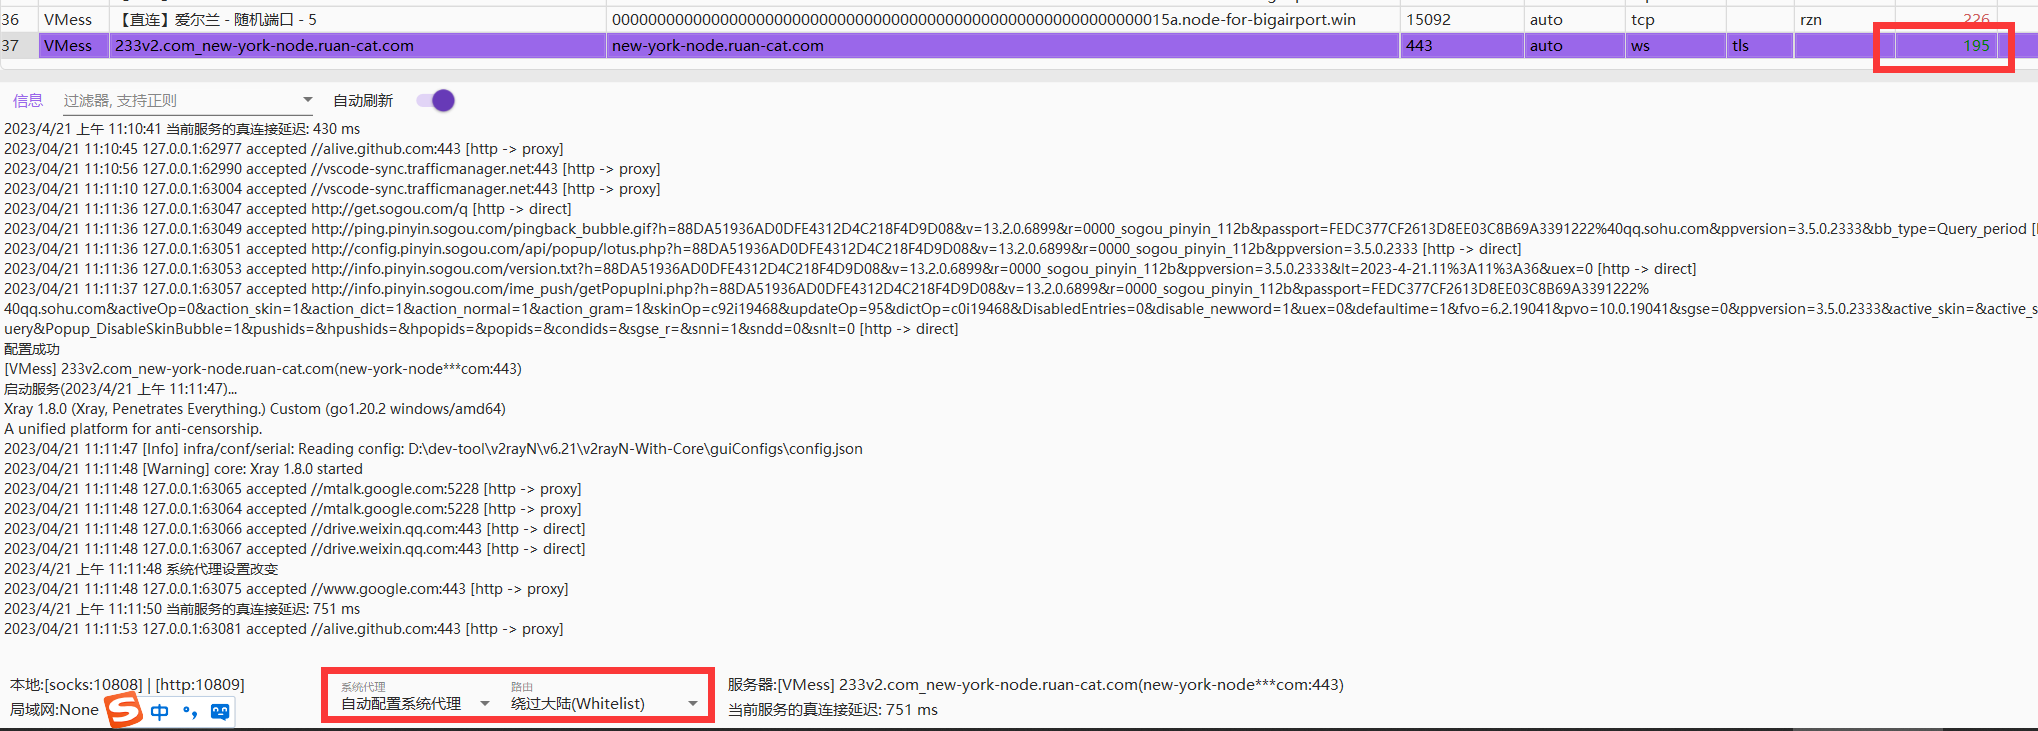 36 VMess 【直连】爱尔兰 - 随机端口 - 5 15092 auto tcp rzn 226
37 VMess 233v2.com_new-york-node.ruan-cat.com new-york-node.ruan-cat.com 443 auto ws tls 195
信息 过滤器, 支持正则 自动刷新
2023/4/21 上午 11:10:41 当前服务的真连接延迟: 430 ms
2023/04/21 11:10:45 127.0.0.1:62977 accepted //alive.github.com:443 [http -> proxy]
2023/04/21 11:10:56 127.0.0.1:62990 accepted //vscode-sync.trafficmanager.net:443 [http -> proxy]
2023/04/21 11:11:10 127.0.0.1:63004 accepted //vscode-sync.trafficmanager.net:443 [http -> proxy]
2023/04/21 11:11:36 127.0.0.1:63047 accepted http://get.sogou.com/q [http -> direct]
2023/04/21 11:11:36 127.0.0.1:63049 accepted http://ping.pinyin.sogou.com/pingback_bubble.gif?h=88DA51936AD0DFE4312D4C218F4D9D08&v=13.2.0.6899&r=0000_sogou_pinyin_112b&passport=FEDC377CF2613D8EE03C8B69A3391222%40qq.sohu.com&ppversion=3.5.0.2333&bb_type=Query_period
2023/04/21 11:11:36 127.0.0.1:63051 accepted http://config.pinyin.sogou.com/api/popup/lotus.php?h=88DA51936AD0DFE4312D4C218F4D9D08&v=13.2.0.6899&r=0000_sogou_pinyin_112b&ppversion=3.5.0.2333 [http -> direct]
2023/04/21 11:11:36 127.0.0.1:63053 accepted http://info.pinyin.sogou.com/version.txt?h=88DA51936AD0DFE4312D4C218F4D9D08&v=13.2.0.6899&r=0000_sogou_pinyin_112b&ppversion=3.5.0.2333&lt=2023-4-21.11%3A11%3A36&uex=0 [http -> direct]
2023/04/21 11:11:37 127.0.0.1:63057 accepted http://info.pinyin.sogou.com/ime_push/getPopupIni.php?h=88DA51936AD0DFE4312D4C218F4D9D08&v=13.2.0.6899&r=0000_sogou_pinyin_112b&passport=FEDC377CF2613D8EE03C8B69A3391222%
40qq.sohu.com&activeOp=0&action_skin=1&action_dict=1&action_normal=1&action_gram=1&skinOp=c92i19468&updateOp=95&dictOp=c0i19468&DisabledEntries=0&disable_newword=1&uex=0&defaultime=1&fvo=6.2.19041&pvo=10.0.19041&sgse=0&ppversion=3.5.0.2333&active_skin=&active_s
uery&Popup_DisableSkinBubble=1&pushids=&hpushids=&hpopids=&popids=&condids=&sgse_r=&snni=1&sndd=0&snlt=0 [http -> direct]
配置成功
[VMess] 233v2.com_new-york-node.ruan-cat.com(new-york-node***com:443)
启动服务(2023/4/21 上午 11:11:47)...
Xray 1.8.0 (Xray, Penetrates Everything.) Custom (go1.20.2 windows/amd64)
A unified platform for anti-censorship.
2023/04/21 11:11:47 [Info] infra/conf/serial: Reading config: D:\dev-tool\v2rayN\v6.21\v2rayN-With-Core\guiConfigs\config.json
2023/04/21 11:11:48 [Warning] core: Xray 1.8.0 started
2023/04/21 11:11:48 127.0.0.1:63065 accepted //mtalk.google.com:5228 [http -> proxy]
2023/04/21 11:11:48 127.0.0.1:63064 accepted //mtalk.google.com:5228 [http -> proxy]
2023/04/21 11:11:48 127.0.0.1:63066 accepted //drive.weixin.qq.com:443 [http -> direct]
2023/04/21 11:11:48 127.0.0.1:63067 accepted //drive.weixin.qq.com:443 [http -> direct]
2023/4/21 上午 11:11:48 系统代理设置改变
2023/04/21 11:11:48 127.0.0.1:63075 accepted //www.google.com:443 [http -> proxy]
2023/4/21 上午 11:11:50 当前服务的真连接延迟: 751 ms
2023/04/21 11:11:53 127.0.0.1:63081 accepted //alive.github.com:443 [http -> proxy]
本地:[socks:10808] | [http:10809]
局域网:None
中
系统代理 路由
自动配置系统代理 绕过大陆(Whitelist)
服务器:[VMess] 233v2.com_new-york-node.ruan-cat.com(new-york-node***com:443)
当前服务的真连接延迟: 751 ms